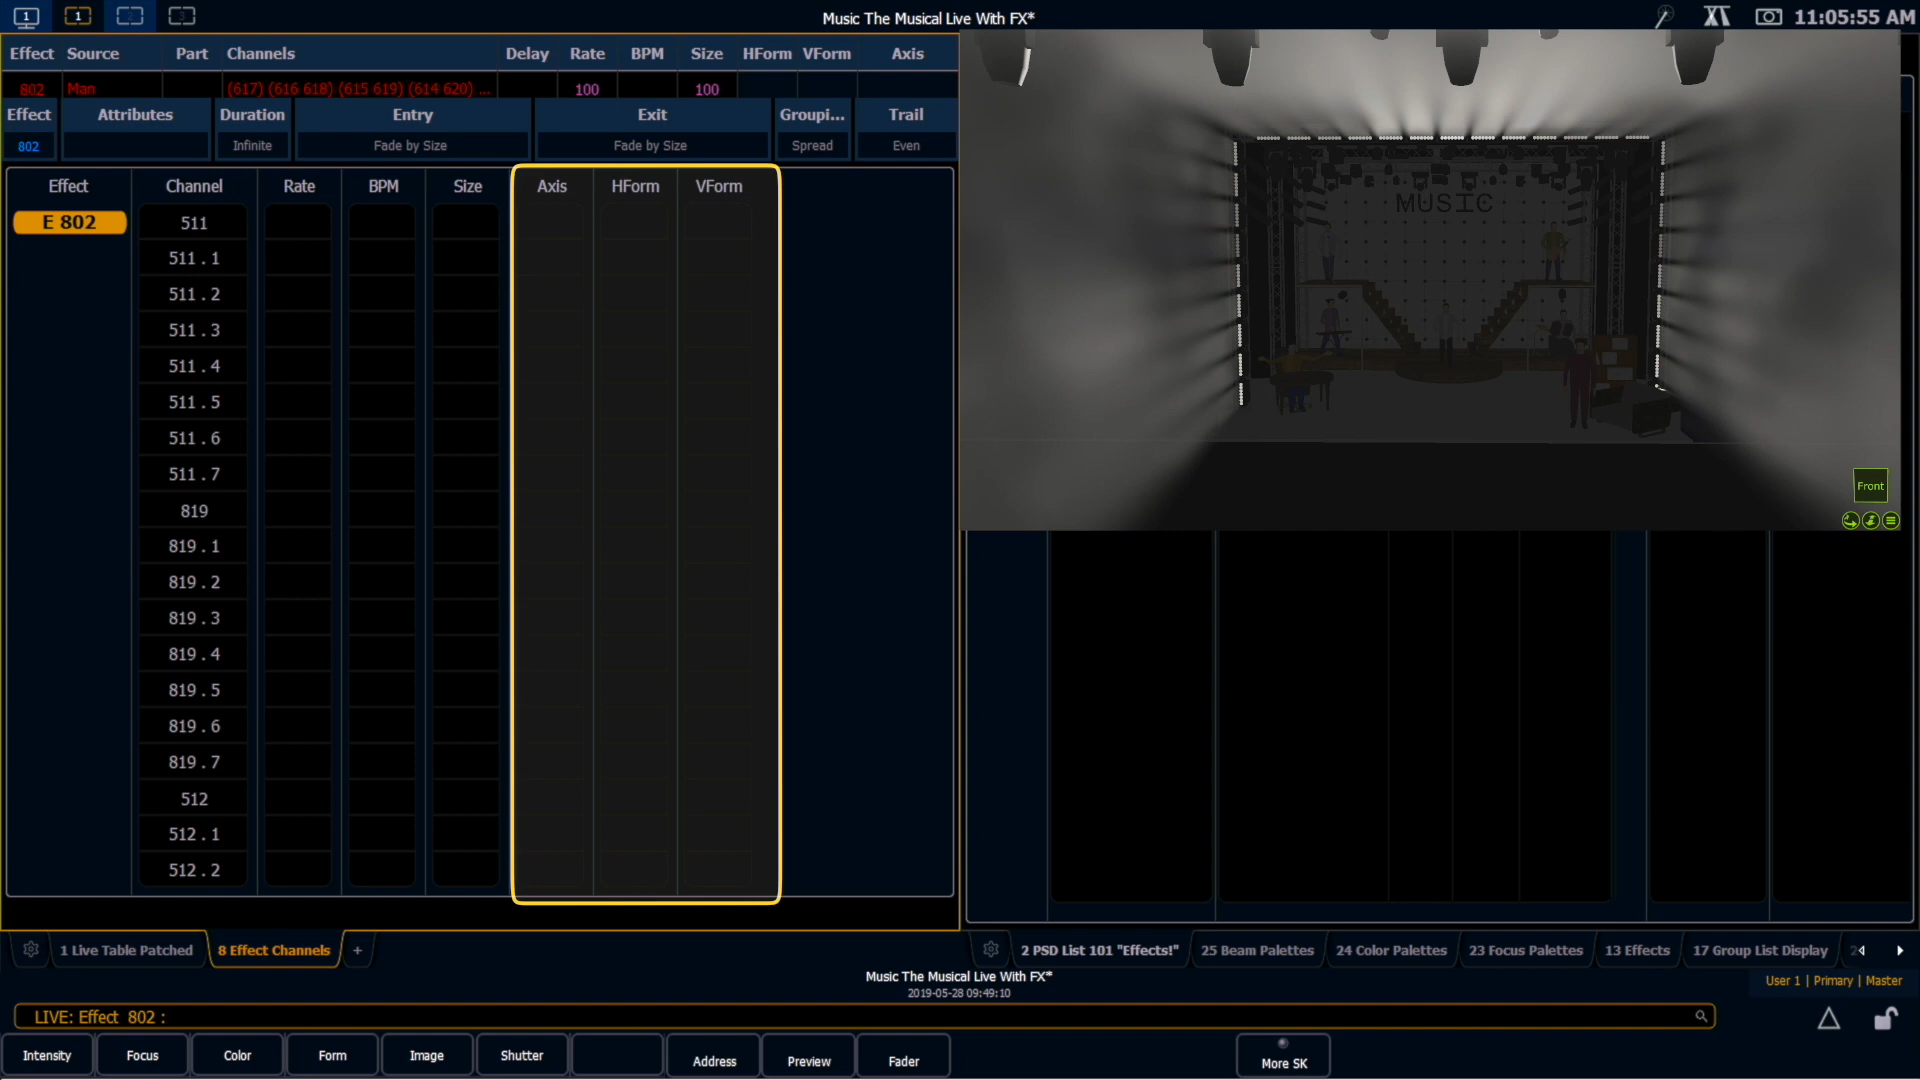 1 1 2 3
Music The Musical Live With FX*
11:05:55 AM
Effect Source Part Channels Delay Rate BPM Size HForm VForm Axis
802 Man (617) (616 618) (615 619) (614 620) ... 100 100
Effect Attributes Duration Entry Exit Groupi... Trail
802 Infinite Fade by Size Fade by Size Spread Even
Effect Channel Rate BPM Size Axis HForm VForm
E 802 511
511 . 1
511 . 2
511 . 3
511 . 4
511 . 5
511 . 6
511 . 7
819
819 . 1
819 . 2
819 . 3
819 . 4
819 . 5
819 . 6
819 . 7
512
512 . 1
512 . 2
MUSIC
Front
1 Live Table Patched 8 Effect Channels +
2 PSD List 101 "Effects!" 25 Beam Palettes 24 Color Palettes 23 Focus Palettes 13 Effects 17 Group List Display
Music The Musical Live With FX*
2019-05-28 09:49:10
User 1 | Primary | Master
LIVE: Effect 802 :
Intensity Focus Color Form Image Shutter Address Preview Fader More SK